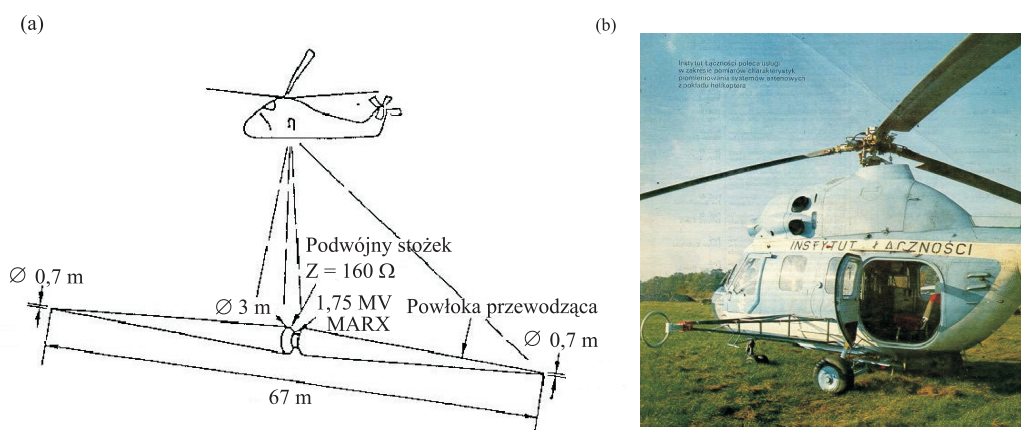 (a)
(b)
Instytut Łączności poleca usługi
w zakresie pomiarów charakterystyk
promieniowania systemów antenowych
z pokładu helikoptera
INSTYTUT ŁĄCZNOŚCI
Podwójny stożek
Z = 160 Ω
∅ 0,7 m
∅ 3 m
1,75 MV
MARX
Powłoka przewodząca
∅ 0,7 m
67 m